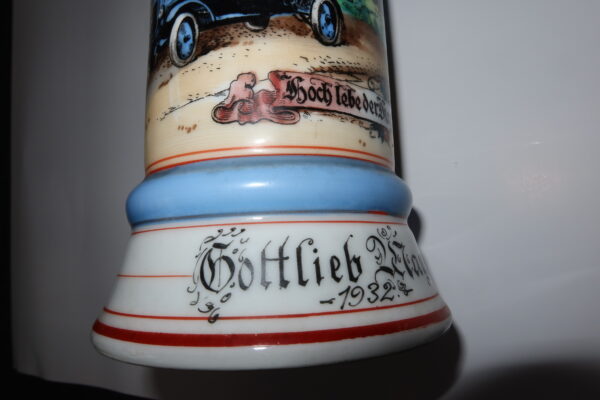 Hoch lebe der
Gottlieb
-1932-